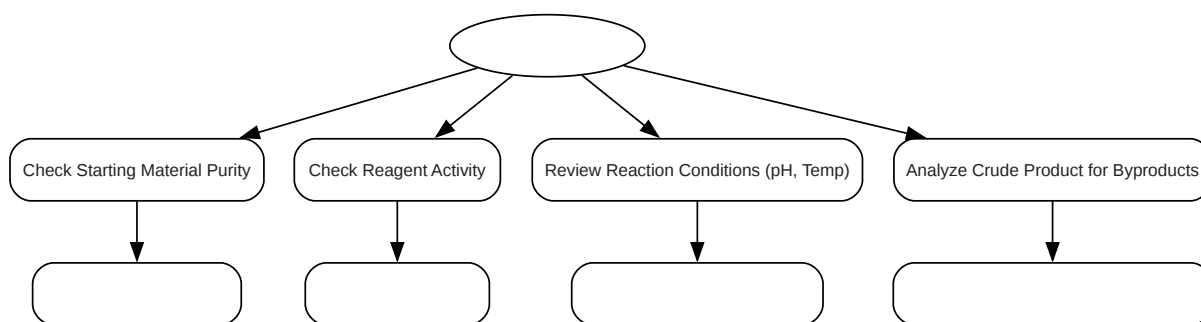 Check Starting Material Purity
Check Reagent Activity
Review Reaction Conditions (pH, Temp)
Analyze Crude Product for Byproducts